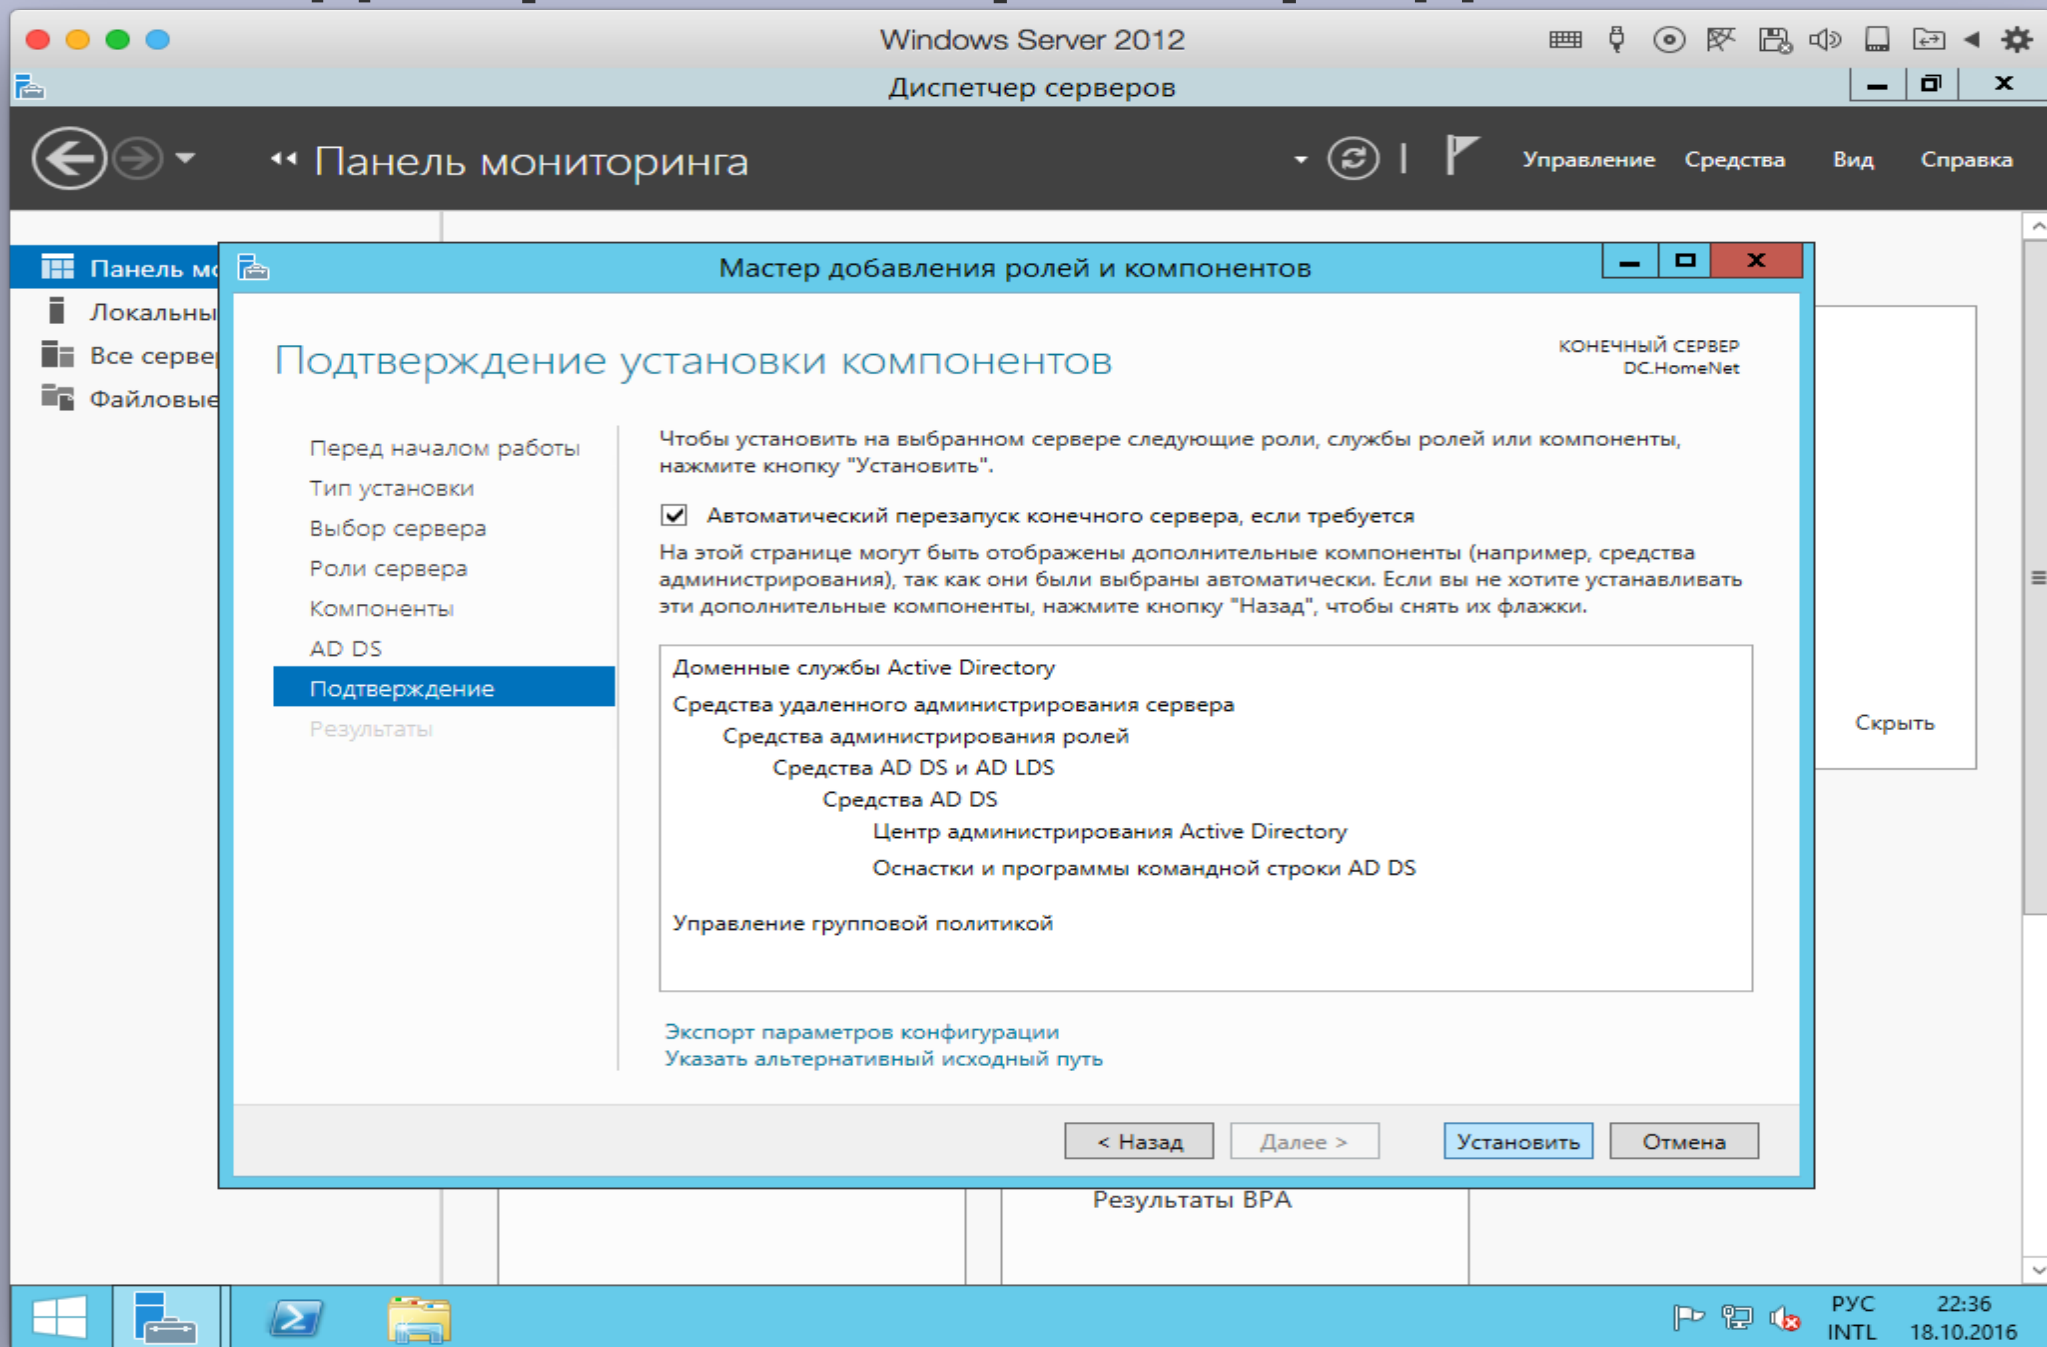 Windows Server 2012
Диспетчер серверов
Панель мониторинга
Управление Средства Вид Справка
Панель мо
Локальны
Все серве
Файловые
Мастер добавления ролей и компонентов
Подтверждение установки компонентов
КОНЕЧНЫЙ СЕРВЕР
DC.HomeNet
Перед началом работы
Тип установки
Выбор сервера
Роли сервера
Компоненты
AD DS
Подтверждение
Результаты
Чтобы установить на выбранном сервере следующие роли, службы ролей или компоненты,
нажмите кнопку "Установить".
Автоматический перезапуск конечного сервера, если требуется
На этой странице могут быть отображены дополнительные компоненты (например, средства
администрирования), так как они были выбраны автоматически. Если вы не хотите устанавливать
эти дополнительные компоненты, нажмите кнопку "Назад", чтобы снять их флажки.
Доменные службы Active Directory
Средства удаленного администрирования сервера
Средства администрирования ролей
Средства AD DS и AD LDS
Средства AD DS
Центр администрирования Active Directory
Оснастки и программы командной строки AD DS
Управление групповой политикой
Экспорт параметров конфигурации
Указать альтернативный исходный путь
< Назад Далее > Установить Отмена
Скрыть
Результаты BPA
РУС 22:36
INTL 18.10.2016